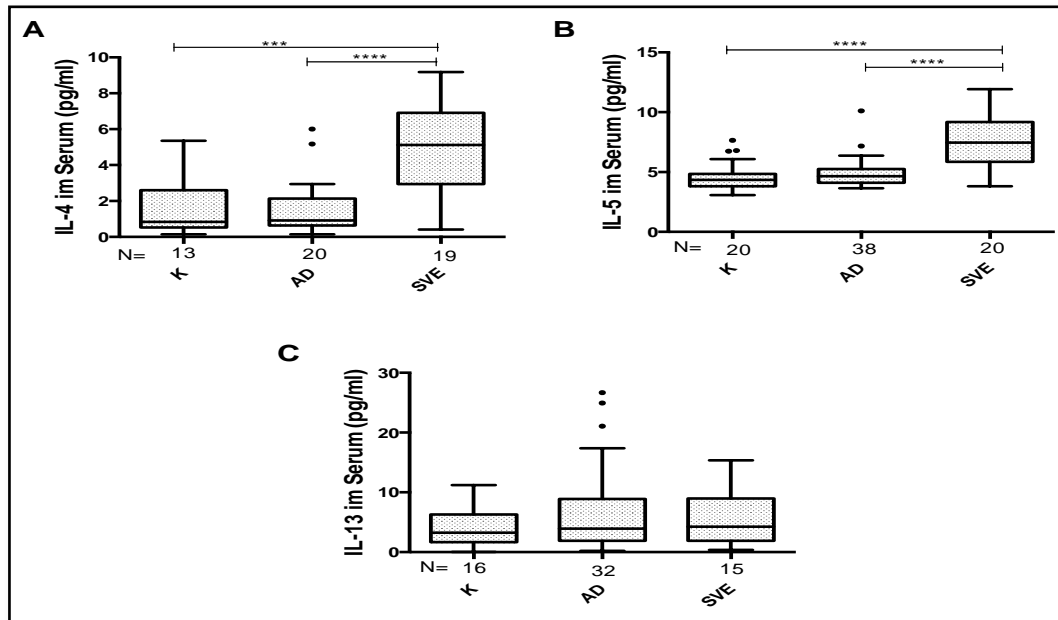 A
***
****
IL-4 im Serum (pg/ml)
10
8
6
4
2
0
N= 13 20 19
K AD SVE
B
****
****
IL-5 im Serum (pg/ml)
15
10
5
0
N= 20 38 20
K AD SVE
C
IL-13 im Serum (pg/ml)
30
20
10
0
N= 16 32 15
K AD SVE